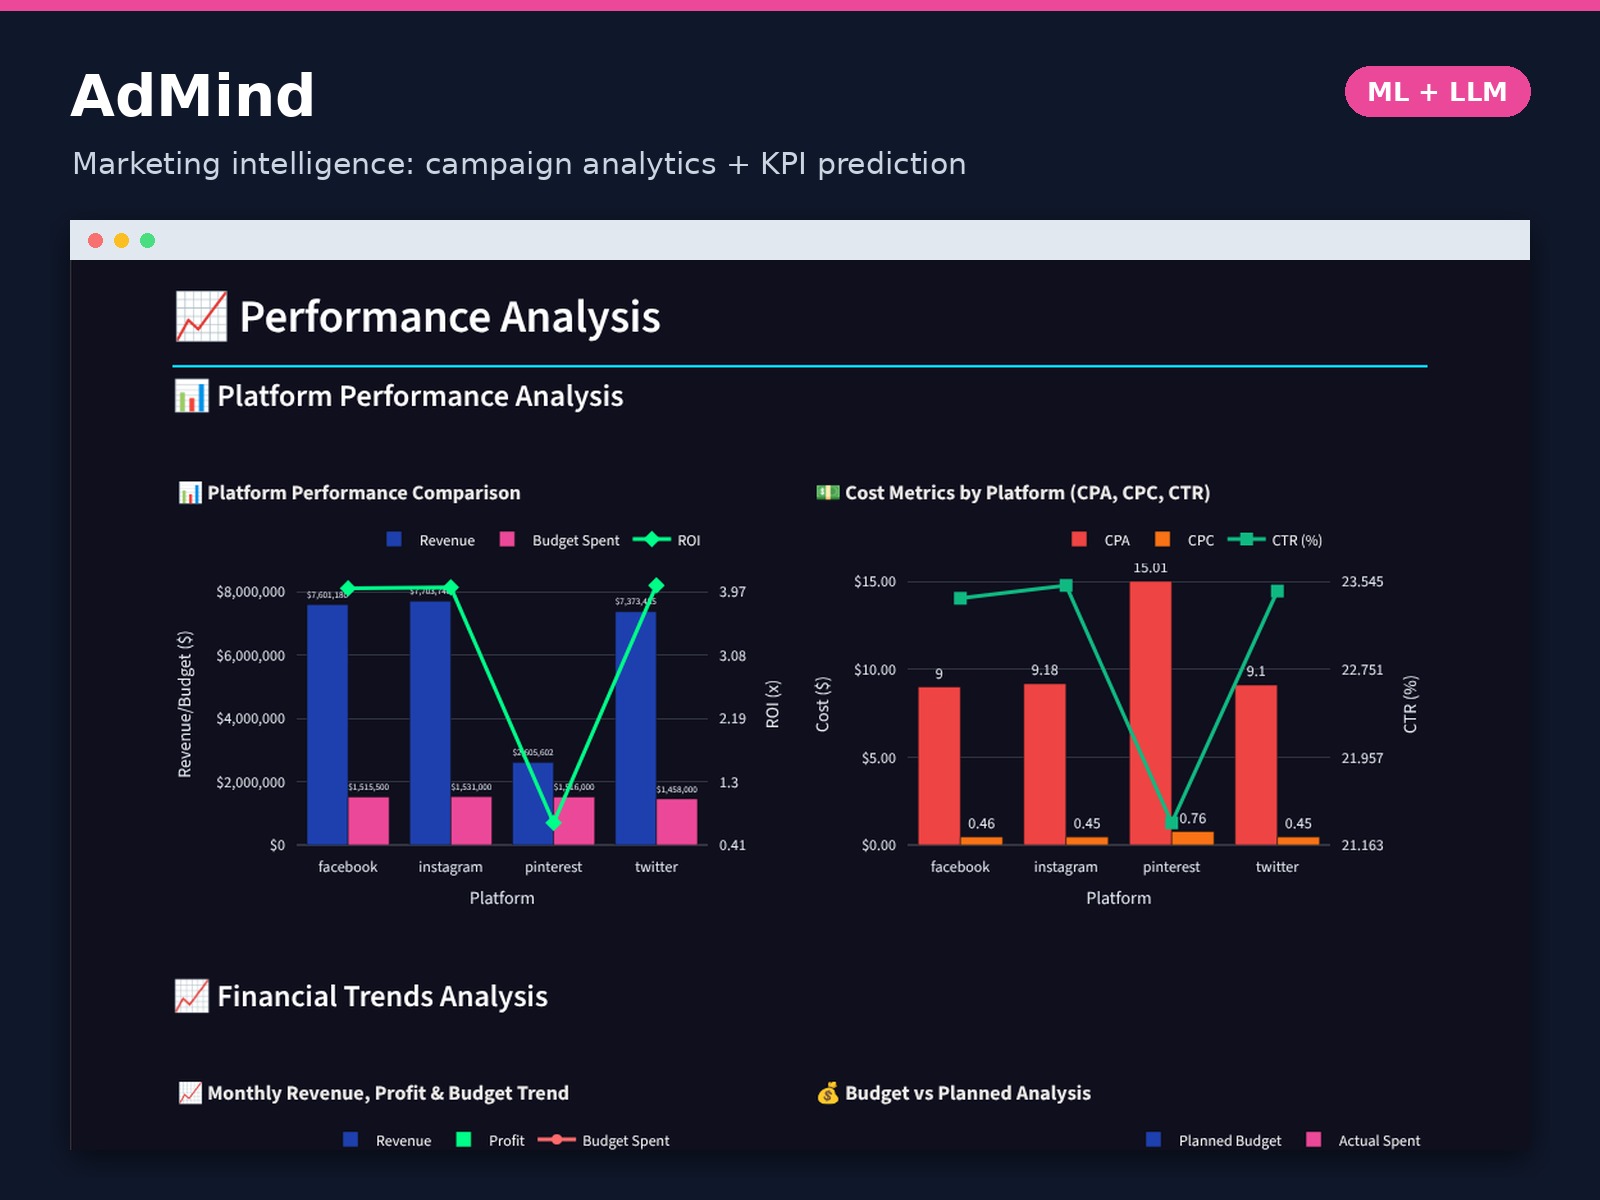 AdMind
ML + LLM
Marketing intelligence: campaign analytics + KPI prediction
Performance Analysis
Platform Performance Analysis
Platform Performance Comparison
Revenue Budget Spent ROI
$8,000,000
$6,000,000
$4,000,000
$2,000,000
$0
Revenue/Budget ($)
$2,605,602
$1,515,500
$1,531,000
$1,458,000
3.97
3.08
2.19
1.3
0.41
ROI (x)
facebook instagram pinterest twitter
Platform
Cost Metrics by Platform (CPA, CPC, CTR)
CPA CPC CTR (%)
$15.00
$10.00
$5.00
$0.00
Cost ($)
15.01
9
9.18
9.1
0.46
0.45
0.76
0.45
23.545
22.751
21.957
21.163
CTR (%)
facebook instagram pinterest twitter
Platform
Financial Trends Analysis
Monthly Revenue, Profit & Budget Trend
Revenue Profit Budget Spent
Budget vs Planned Analysis
Planned Budget Actual Spent